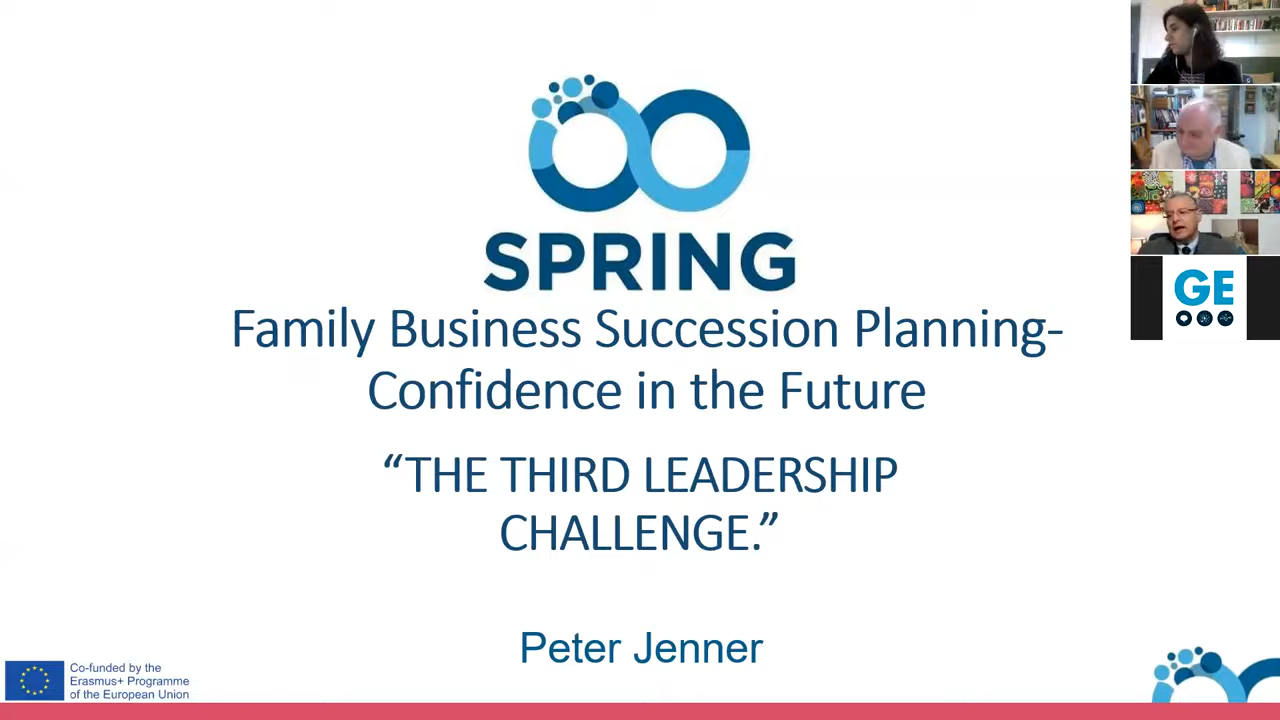 SPRING
Family Business Succession Planning-
Confidence in the Future
“THE THIRD LEADERSHIP
CHALLENGE.”
Peter Jenner
Co-funded by the
Erasmus+ Programme
of the European Union
GE